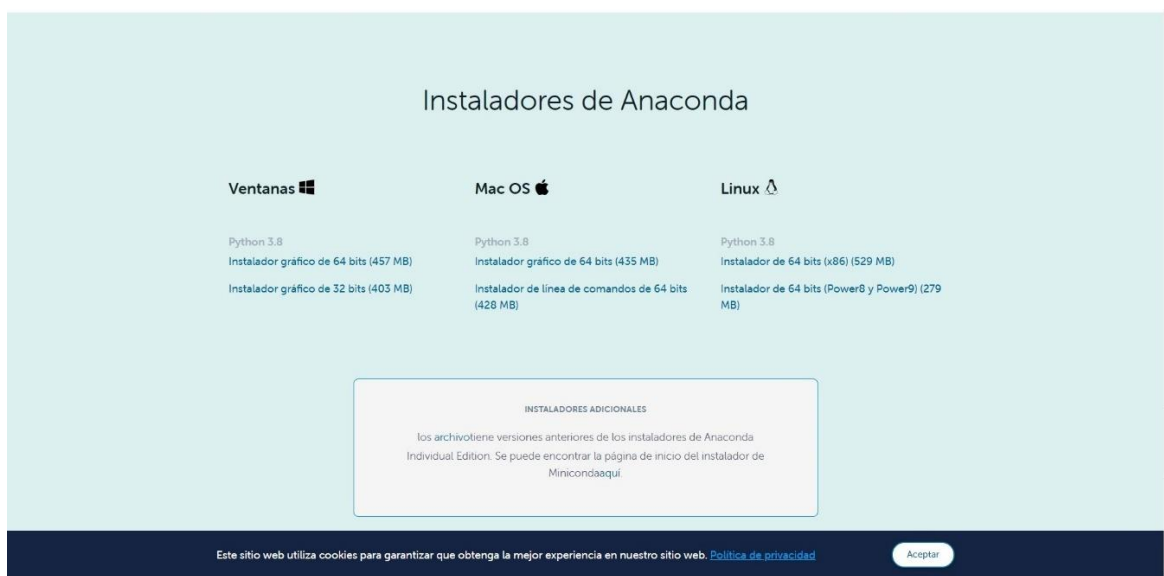 Instaladores de Anaconda
Ventanas
Python 3.8
Instalador gráfico de 64 bits (457 MB)
Instalador gráfico de 32 bits (403 MB)
Mac OS
Python 3.8
Instalador gráfico de 64 bits (435 MB)
Instalador de línea de comandos de 64 bits
(428 MB)
Linux
Python 3.8
Instalador de 64 bits (x86) (529 MB)
Instalador de 64 bits (Power8 y Power9) (279
MB)
INSTALADORES ADICIONALES
los archivotiene versiones anteriores de los instaladores de Anaconda
Individual Edition. Se puede encontrar la página de inicio del instalador de
Minicondaaquí.
Este sitio web utiliza cookies para garantizar que obtenga la mejor experiencia en nuestro sitio web. Política de privacidad
Aceptar